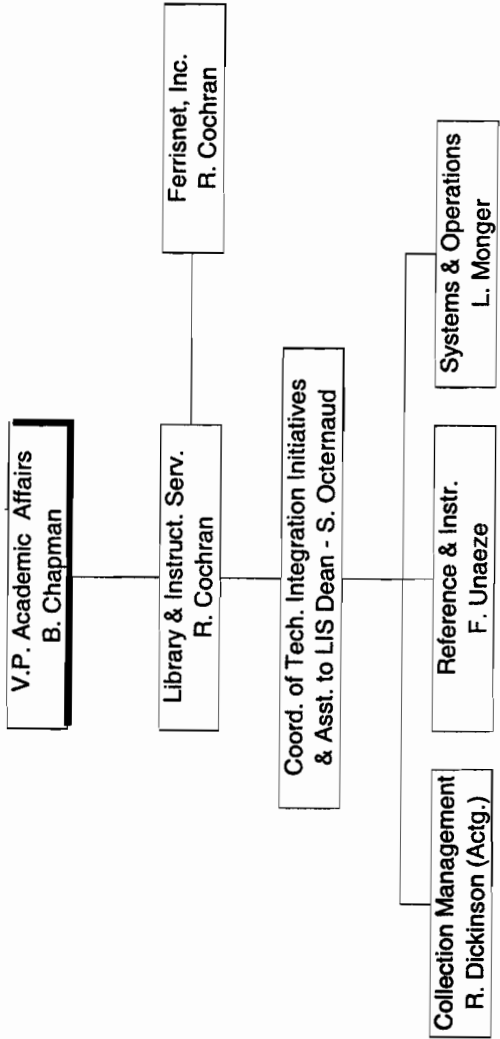 V.P. Academic Affairs
B. Chapman
Library & Instruct. Serv.
R. Cochran
Ferrisnet, Inc.
R. Cochran
Coord. of Tech. Integration Initiatives
& Asst. to LIS Dean - S. Octernaud
Collection Management
R. Dickinson (Actg.)
Reference & Instr.
F. Unaeze
Systems & Operations
L. Monger